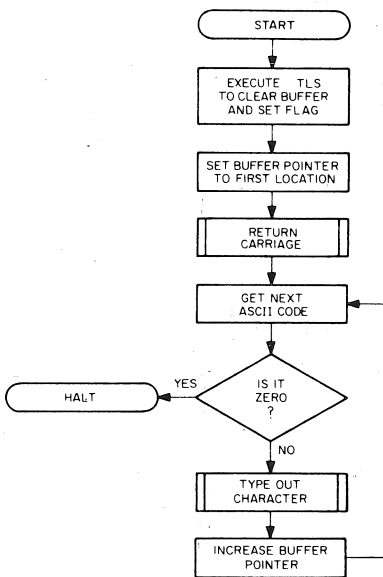 START
EXECUTE TLS
TO CLEAR BUFFER
AND SET FLAG
SET BUFFER POINTER
TO FIRST LOCATION
RETURN
CARRIAGE
GET NEXT
ASCII CODE
IS IT
ZERO
?
YES
HALT
NO
TYPE OUT
CHARACTER
INCREASE BUFFER
POINTER